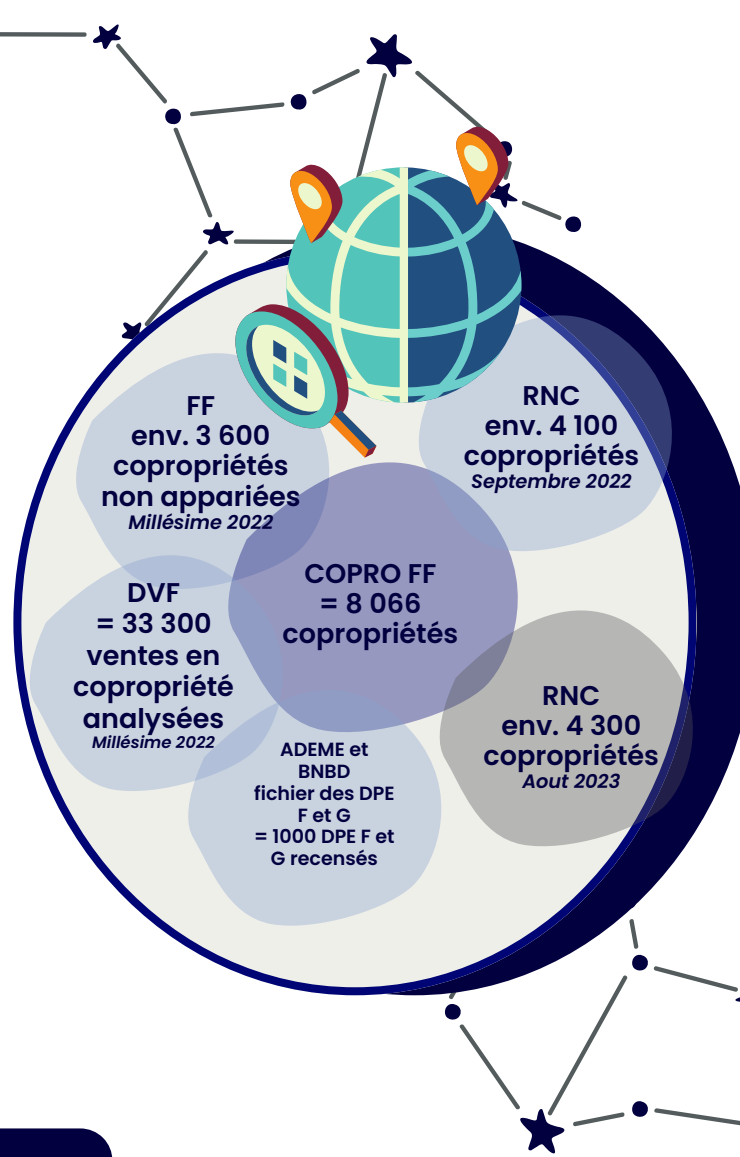 FF
env. 3 600
copropriétés
non appariées
Millésime 2022
RNC
env. 4 100
copropriétés
Septembre 2022
COPRO FF
= 8 066
copropriétés
DVF
= 33 300
ventes en
copropriété
analysées
Millésime 2022
RNC
env. 4 300
copropriétés
Aout 2023
ADEME et
BNBD
fichier des DPE
F et G
= 1000 DPE F et
G recensés